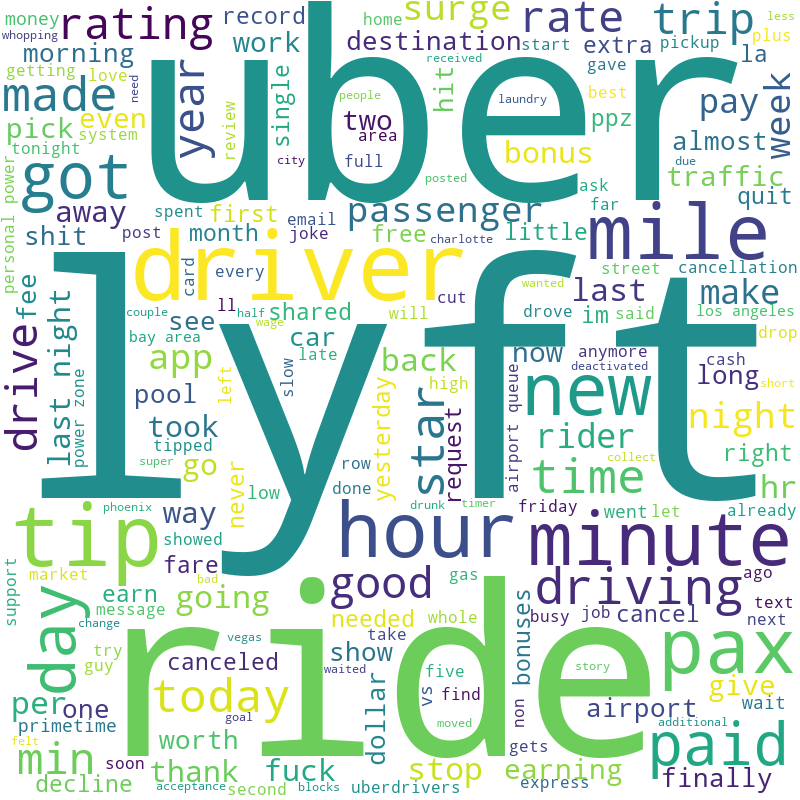 money
whopping
rating
record
home
work
surge
received
destination
start
rate
extra
gave
trip
pickup
less
plus
la
need
getting
love
morning
uber
year
review
single
people
hit
two
area
laundry
best
ppz
pay
week
made
even
pick
system
tonight
city
full
bonus
almost
traffic
due
personal power
got
away
spent
first
email
posted
passenger
ask
far
quit
mile
shit
post
month
joke
free
charlotte
little
street
cancellation
driver
card
every
see
ll
cut
wanted
last
make
fee
couple
half
shared
will
drove
im
said
los angeles
drop
drive
last night
bay area
wage
car
late
lyft
now
anymore
deactivated
cash
app
back
slow
high
long
short
power zone
pool
left
yesterday
star
request
airport queue
new
night
took
tipped
row
rider
right
go
super
low
never
done
collect
time
hr
tip
phoenix
way
showed
drunk
timer
friday
went
let
already
hour
minute
fare
bad
gas
support
market
earn
message
going
good
driving
ago
text
day
change
try
guy
needed
whole
busy
job
cancel
next
take
bonuses
vegas
canceled
show
waited
ride
pax
per
one
today
dollar
vs
five
find
story
give
primetime
goal
non
moved
airport
additional
wait
felt
min
worth
gets
paid
soon
thank
fuck
stop
earning
finally
decline
acceptance
second
blocks
uberdrivers
express